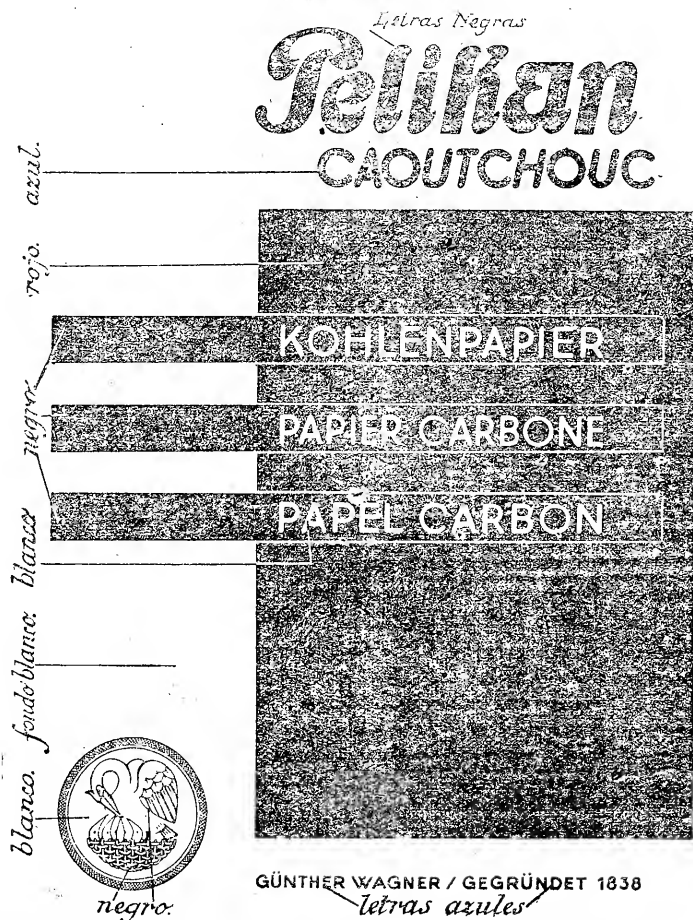 Letras Negras
Pelikan
CAOUTCHOUC
azul.
rojo.
KOHLENPAPIER
negro
PAPIER CARBONE
PAPEL CARBON
blanco
fondo blanco.
blanco.
negro.
GÜNTHER WAGNER / GEGRÜNDET 1838
letras azules